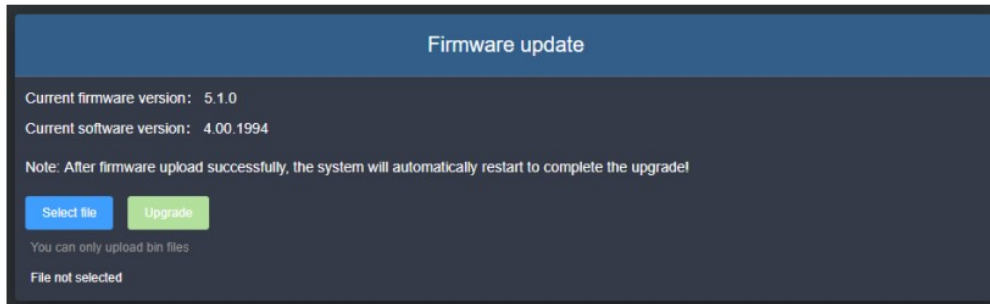 Firmware update
Current firmware version: 5.1.0
Current software version: 4.00.1994
Note: After firmware upload successfully, the system will automatically restart to complete the upgrade!
Select file Upgrade
You can only upload bin files
File not selected